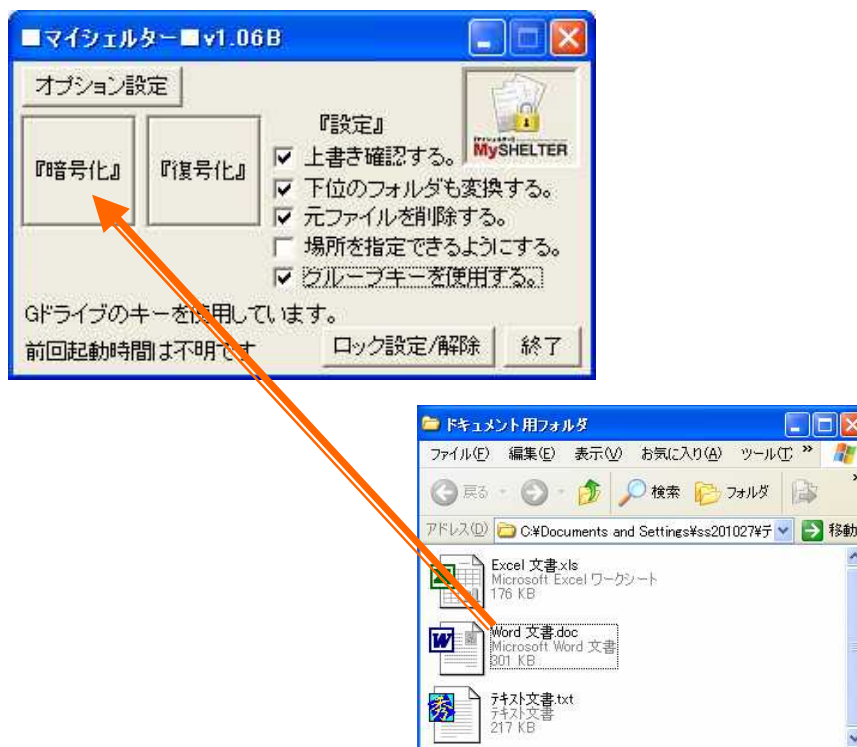 ■マイシェルター■v1.06B
オプション設定
『暗号化』
『復号化』
『設定』
MySHELTER
上書き確認する。
下位のフォルダも変換する。
元ファイルを削除する。
場所を指定できるようにする。
グループキーを使用する。
Gドライブのキーを使用しています。
前回起動時間は不明です
ロック設定/解除
終了
ドキュメント用フォルダ
ファイル(F) 編集(E) 表示(V) お気に入り(A) ツール(T »
戻る 検索 フォルダ »
アドレス(D) C:¥Documents and Settings¥ss201027¥デ 移動
Excel 文書.xls
Microsoft Excel ワークシート
176 KB
Word 文書.doc
Microsoft Word 文書
301 KB
テキスト文書.txt
テキスト文書
217 KB